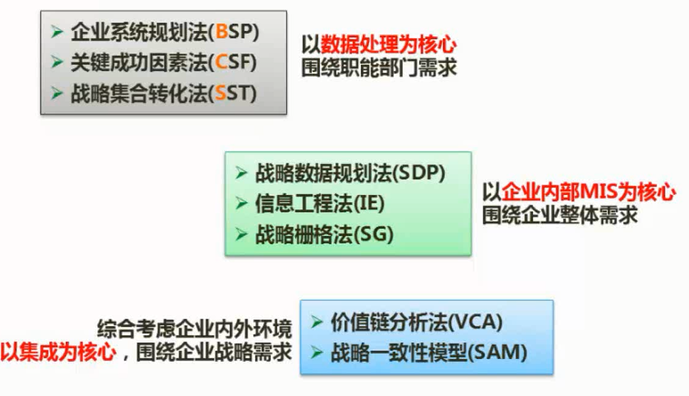 企业系统规划法(BSP)
关键成功因素法(CSF)
战略集合转化法(SST)
以数据处理为核心
围绕职能部门需求
战略数据规划法(SDP)
信息工程法(IE)
战略栅格法(SG)
以企业内部MIS为核心
围绕企业整体需求
综合考虑企业内外环境
以集成为核心，围绕企业战略需求
价值链分析法(VCA)
战略一致性模型(SAM)